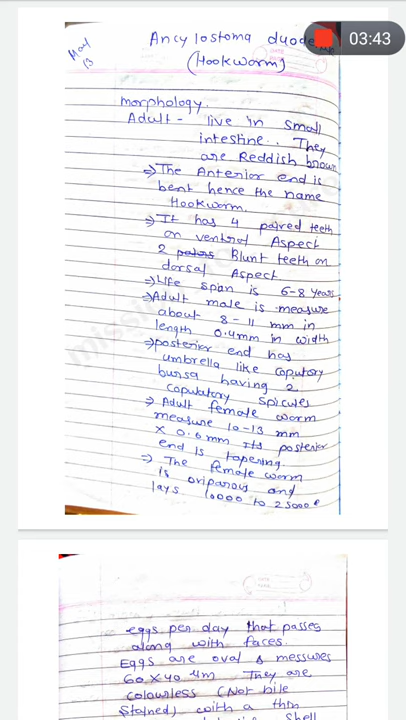 03:43
May
13
Ancylostoma duode
(Hookworm)
morphology.
Adult - live in Small
intestine. They
are Reddish brown
⇒ The Anterior end is
bent hence the name
Hookworm.
⇒ It has 4 paired teeth
on ventral Aspect
2 Blunt teeth on
dorsal Aspect
⇒ Life span is 6-8 years.
⇒ Adult male is measure
about 8-11 mm in
length 0.4mm in width
⇒ posterior end has
umbrella like coputory
bursa having 2
copulatory spicules
⇒ Adult female worm
measure 10-13 mm
× 0.6mm Its posterior
end is tapering.
⇒ The female worm
is oviparous and
lays 10000 to 25000
eggs per day that passes
along with faces.
Eggs are oval & messures
60×40 µm They are
colourless (Not bile
Stained) with a thin
Shell